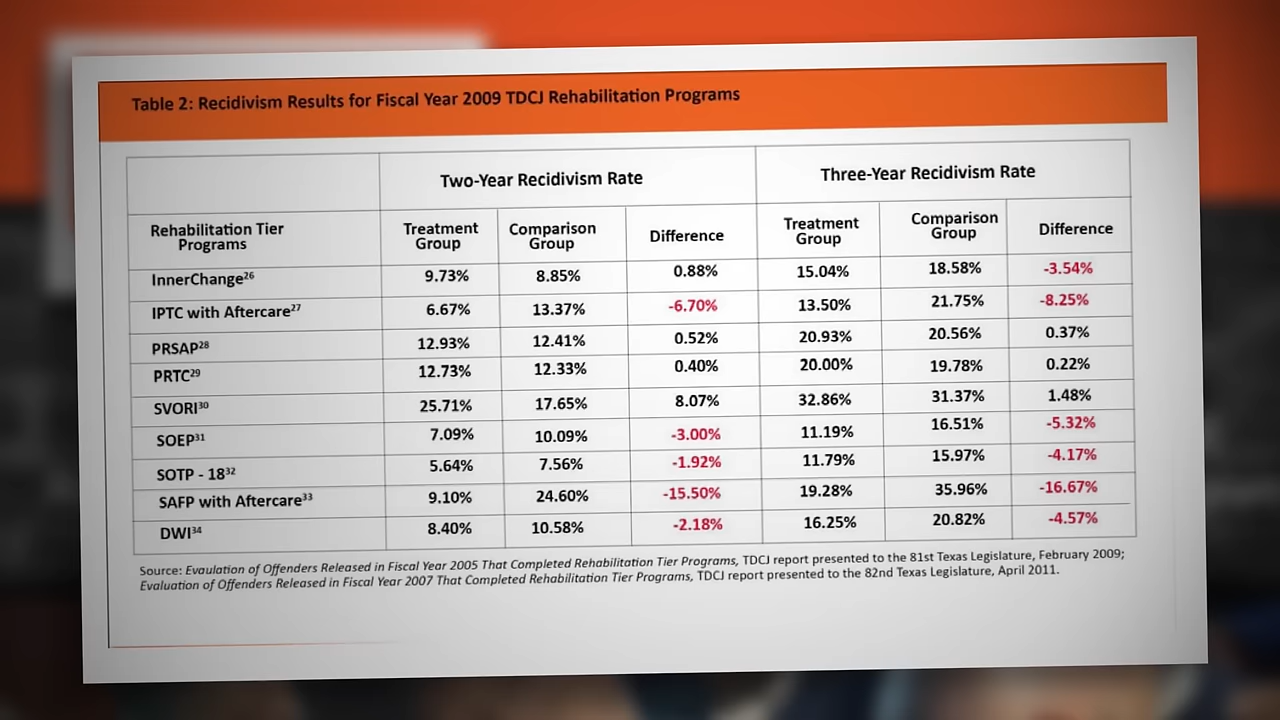 Table 2: Recidivism Results for Fiscal Year 2009 TDCJ Rehabilitation Programs
Two-Year Recidivism Rate Three-Year Recidivism Rate
Rehabilitation Tier Programs Treatment Group Comparison Group Difference Treatment Group Comparison Group Difference
InnerChange26 9.73% 8.85% 0.88% 15.04% 18.58% -3.54%
IPTC with Aftercare27 6.67% 13.37% -6.70% 13.50% 21.75% -8.25%
PRSAP28 12.93% 12.41% 0.52% 20.93% 20.56% 0.37%
PRTC29 12.73% 12.33% 0.40% 20.00% 19.78% 0.22%
SVORI30 25.71% 17.65% 8.07% 32.86% 31.37% 1.48%
SOEP31 7.09% 10.09% -3.00% 11.19% 16.51% -5.32%
SOTP - 1832 5.64% 7.56% -1.92% 11.79% 15.97% -4.17%
SAFP with Aftercare33 9.10% 24.60% -15.50% 19.28% 35.96% -16.67%
DWI34 8.40% 10.58% -2.18% 16.25% 20.82% -4.57%
Source: Evaulation of Offenders Released in Fiscal Year 2005 That Completed Rehabilitation Tier Programs, TDCJ report presented to the 81st Texas Legislature, February 2009;
Evaluation of Offenders Released in Fiscal Year 2007 That Completed Rehabilitation Tier Programs, TDCJ report presented to the 82nd Texas Legislature, April 2011.